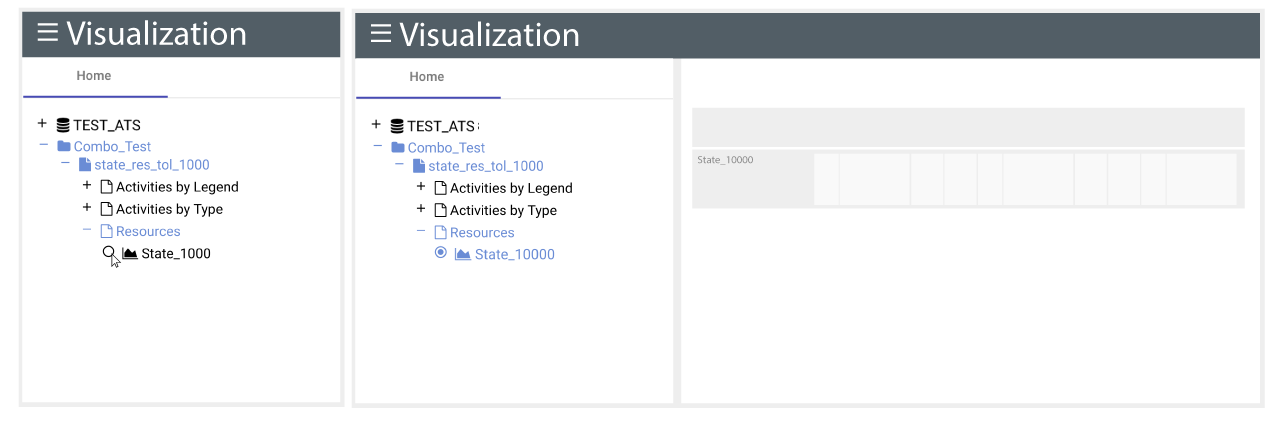 Visualization
Home
TEST_ATS
Combo_Test
state_res_tol_1000
Activities by Legend
Activities by Type
Resources
State_1000
Visualization
Home
TEST_ATS
Combo_Test
state_res_tol_1000
Activities by Legend
Activities by Type
Resources
State_10000
State_10000